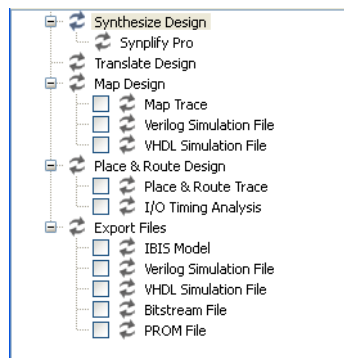 Synthesize Design
Synplify Pro
Translate Design
Map Design
Map Trace
Verilog Simulation File
VHDL Simulation File
Place & Route Design
Place & Route Trace
I/O Timing Analysis
Export Files
IBIS Model
Verilog Simulation File
VHDL Simulation File
Bitstream File
PROM File